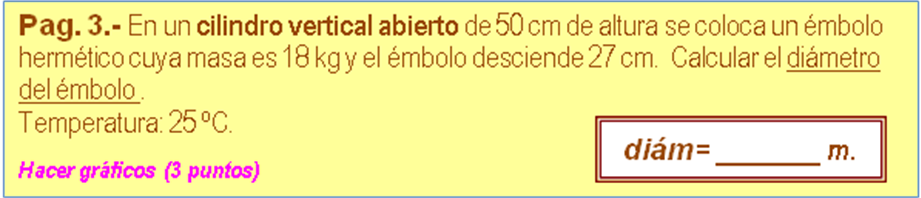 Pag. 3.- En un cilindro vertical abierto de 50 cm de altura se coloca un émbolo
hermético cuya masa es 18 kg y el émbolo desciende 27 cm. Calcular el diámetro
del émbolo .
Temperatura: 25 ºC.
diám= _______ m.
Hacer gráficos (3 puntos)